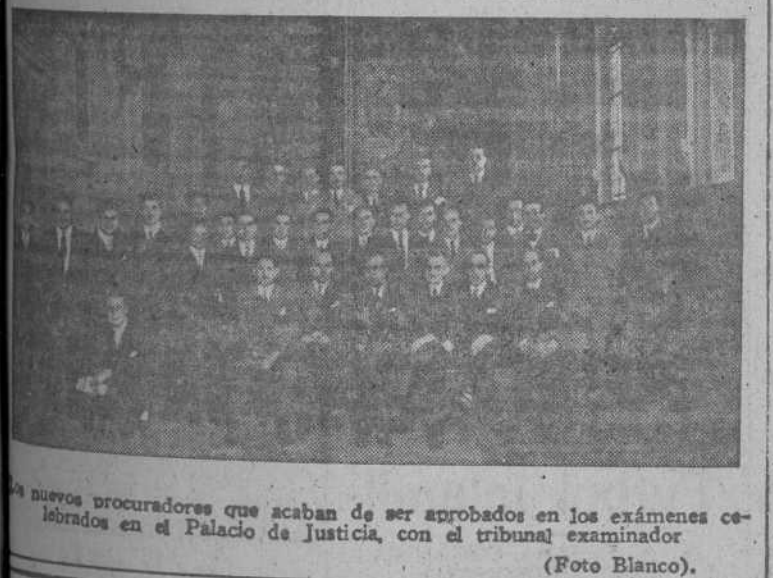 Los nuevos procuradores que acaban de ser aprobados en los exámenes ce-
lebrados en el Palacio de Justicia, con el tribunal examinador
(Foto Blanco).